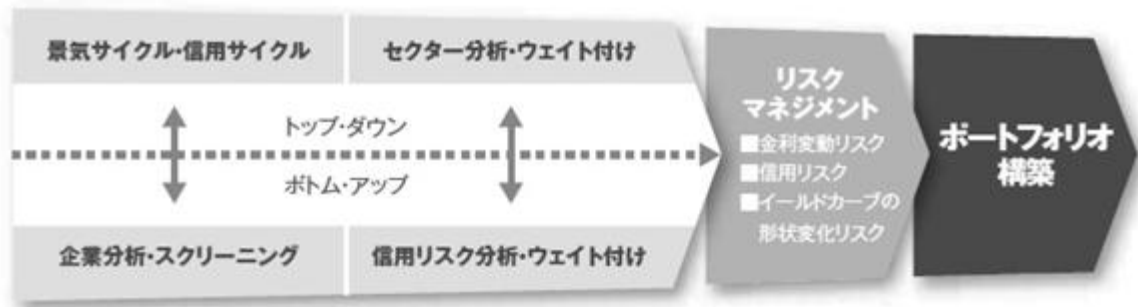 景気サイクル・信用サイクル
セクター分析・ウェイト付け
トップ・ダウン
ボトム・アップ
企業分析・スクリーニング
信用リスク分析・ウェイト付け
リスク
マネジメント
■金利変動リスク
■信用リスク
■イールドカーブの
形状変化リスク
ポートフォリオ
構築